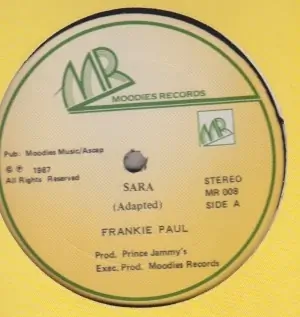 MR
MOODIES RECORDS
MR
Pub: Moodies Music/Ascap
© ℗ 1987
All Rights Reserved
STEREO
MR 008
SIDE A
SARA
(Adapted)
FRANKIE PAUL
Prod. Prince Jammy's
Exec. Prod. Moodies Records